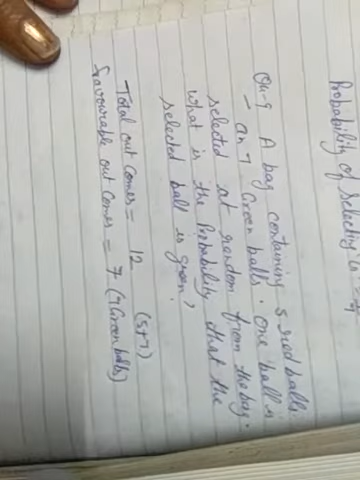 Probability of selecting
Qu-9 A bag containing 5 red balls.
an 7 Green balls. one ball is
selected at random from the bag.
what is the Probability that the
selected ball is green?
Total out comes = 12 (5+7)
favourable out comes = 7 (7 Green balls)